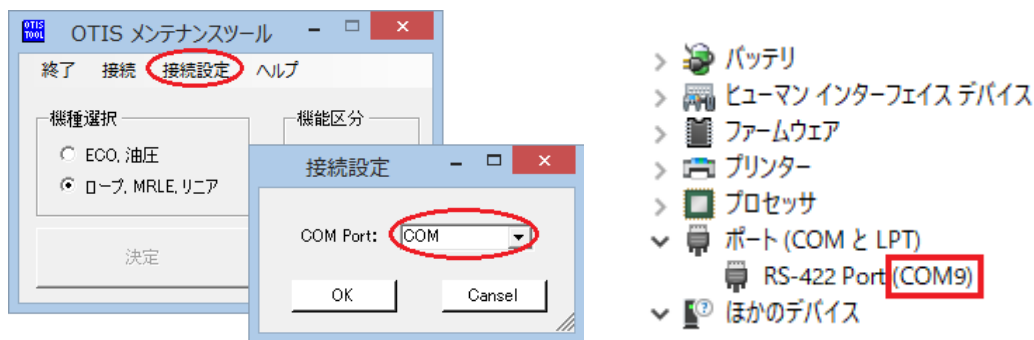 OTIS TOOL
OTIS メンテナンスツール
終了 接続 接続設定 ヘルプ
機種選択
機能区分
ECO, 油圧
ロープ, MRLE, リニア
決定
接続設定
COM Port: COM
OK Cansel
バッテリ
ヒューマン インターフェイス デバイス
ファームウェア
プリンター
プロセッサ
ポート (COM と LPT)
RS-422 Port (COM9)
ほかのデバイス